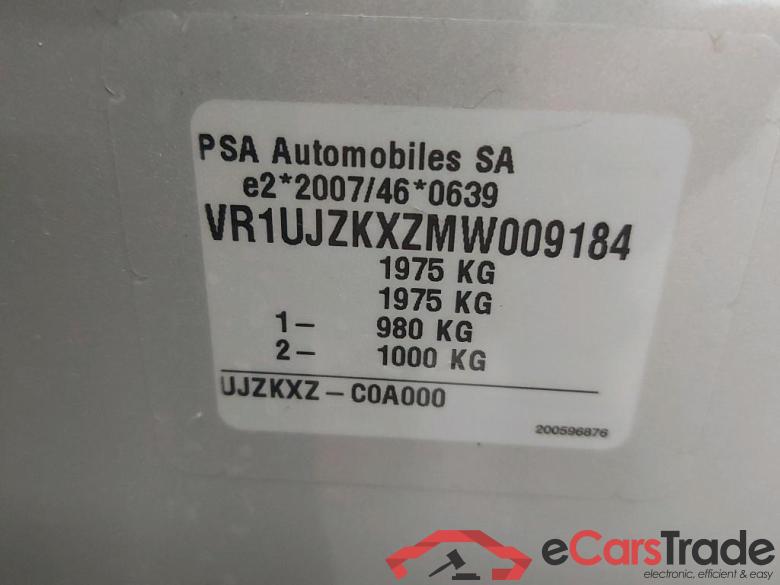 PSA Automobiles SA
e2*2007/46*0639
VR1UJZKXZMW009184
1975 KG
1975 KG
1- 980 KG
2- 1000 KG
UJZKXZ-C0A000
200596876
eCarsTrade
electronic, efficient & easy